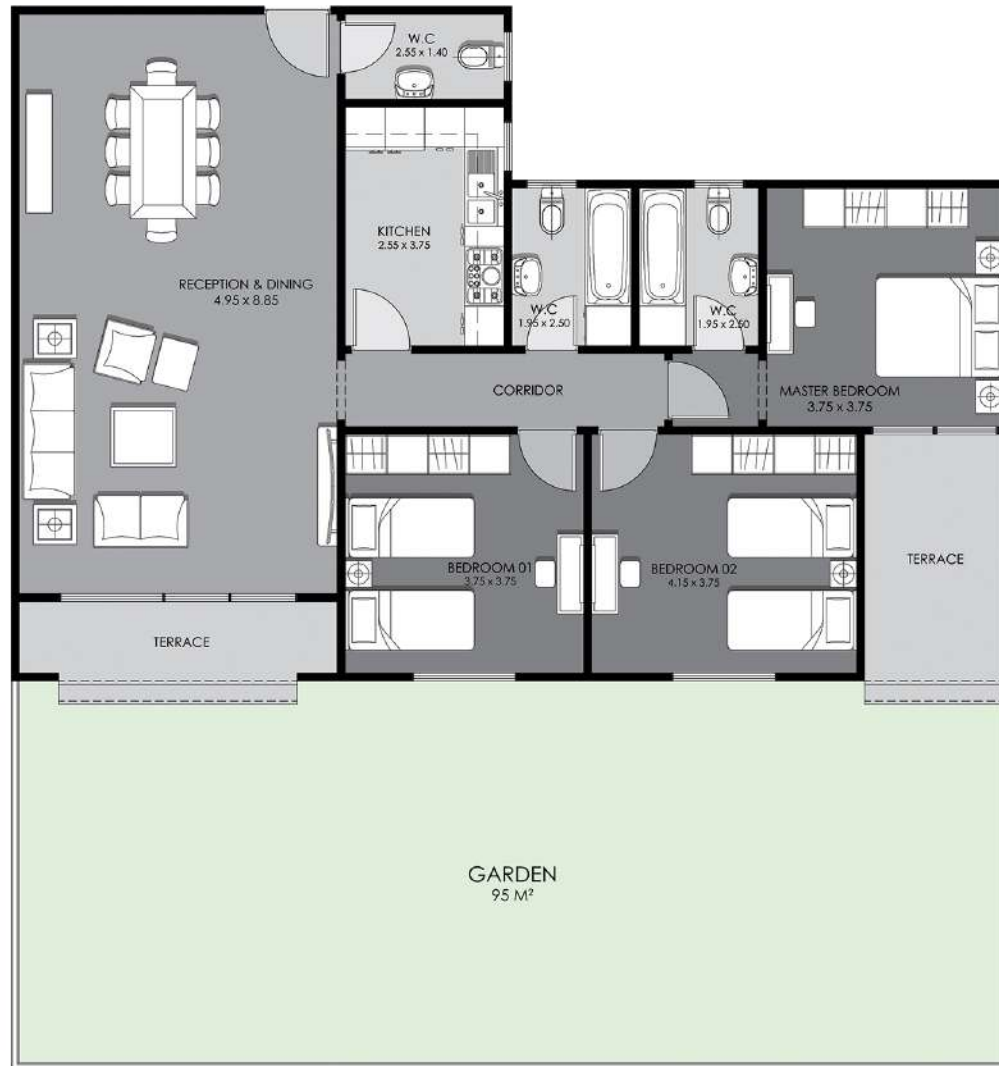 W.C
2.55 x 1.40
KITCHEN
2.55 x 3.75
RECEPTION & DINING
4.95 x 8.85
W.C
1.95 x 2.50
W.C
1.95 x 2.50
CORRIDOR
MASTER BEDROOM
3.75 x 3.75
BEDROOM 01
3.75 x 3.75
BEDROOM 02
4.15 x 3.75
TERRACE
TERRACE
GARDEN
95 M²